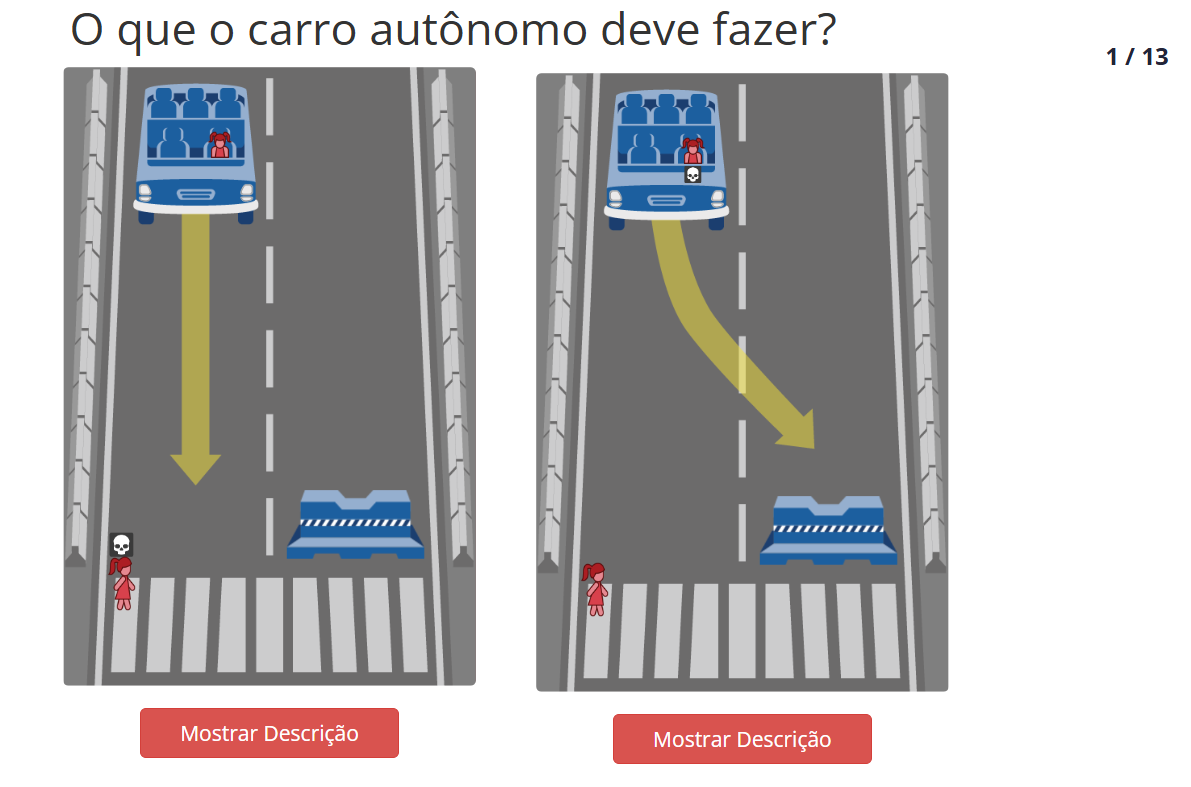 O que o carro autônomo deve fazer?
1 / 13
Mostrar Descrição
Mostrar Descrição